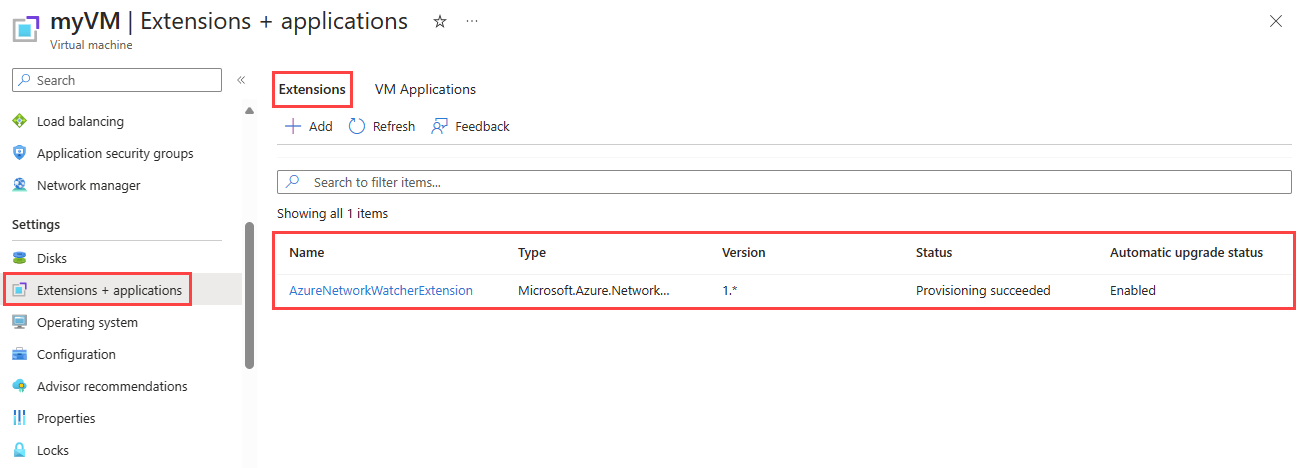 myVM | Extensions + applications
Virtual machine
Search
Load balancing
Application security groups
Network manager
Settings
Disks
Extensions + applications
Operating system
Configuration
Advisor recommendations
Properties
Locks
Extensions VM Applications
Add Refresh Feedback
Search to filter items...
Showing all 1 items
Name Type Version Status Automatic upgrade status
AzureNetworkWatcherExtension Microsoft.Azure.Network... 1.* Provisioning succeeded Enabled